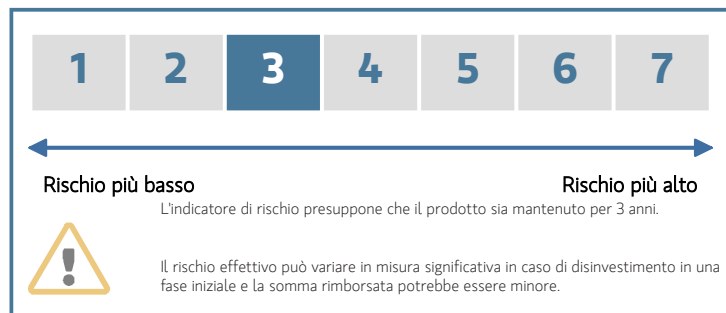 1 2 3 4 5 6 7
Rischio più basso Rischio più alto
L'indicatore di rischio presuppone che il prodotto sia mantenuto per 3 anni.
Il rischio effettivo può variare in misura significativa in caso di disinvestimento in una
fase iniziale e la somma rimborsata potrebbe essere minore.